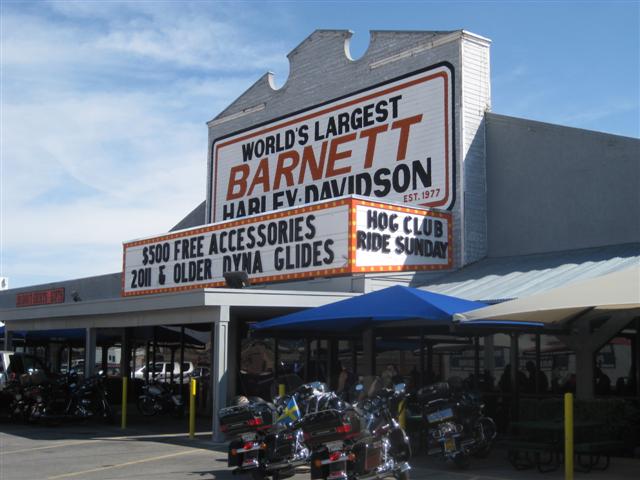 WORLD'S LARGEST
BARNETT
HARLEY-DAVIDSON
EST. 1977
$500 FREE ACCESSORIES
2011 & OLDER DYNA GLIDES
HOG CLUB
RIDE SUNDAY